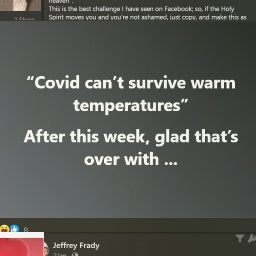 heaven".
This is the best challenge I have seen on Facebook; so, if the Holy
Spirit moves you and you're not ashamed, just copy, and make this as
"Covid can't survive warm
temperatures"
After this week, glad that's
over with ...
8
Jeffrey Frady